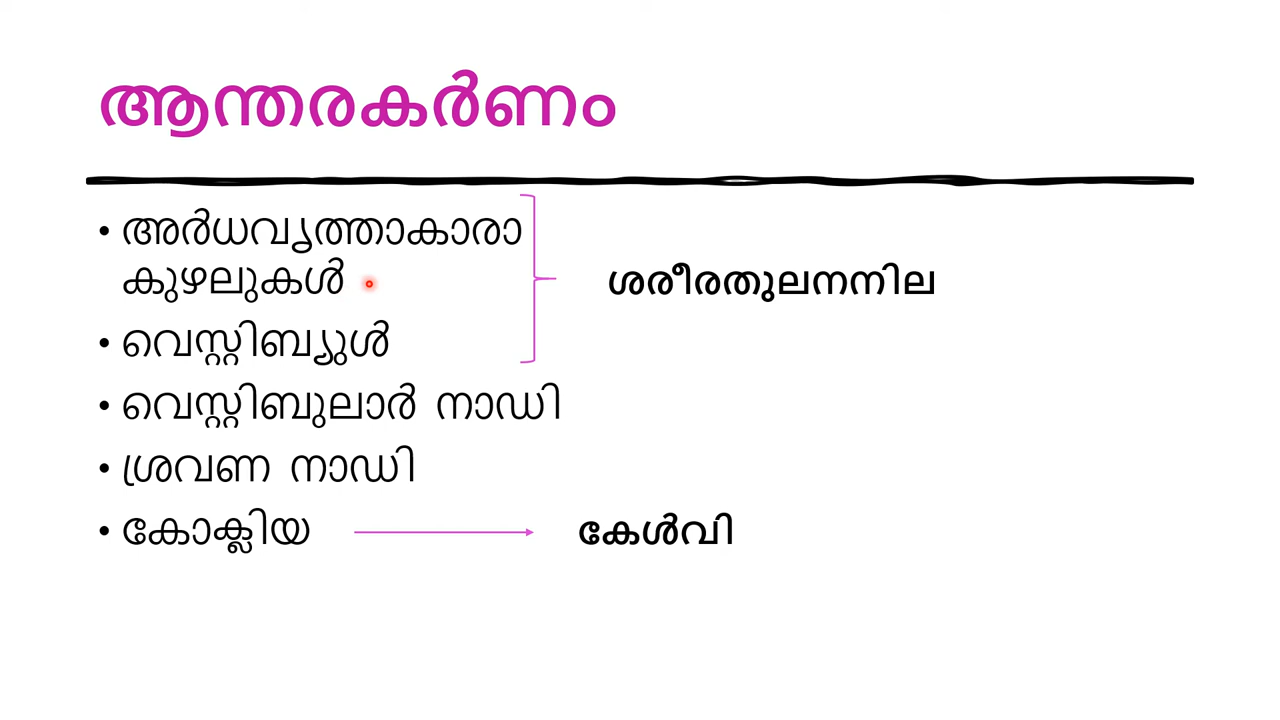 ആന്തരകർണം
• അർധവൃത്താകാരാ
കുഴലുകൾ
ശരീരതുലനനില
• വെസ്റ്റിബ്യുൾ
• വെസ്റ്റിബുലാർ നാഡി
• ശ്രവണ നാഡി
• കോക്ലിയ
കേൾവി